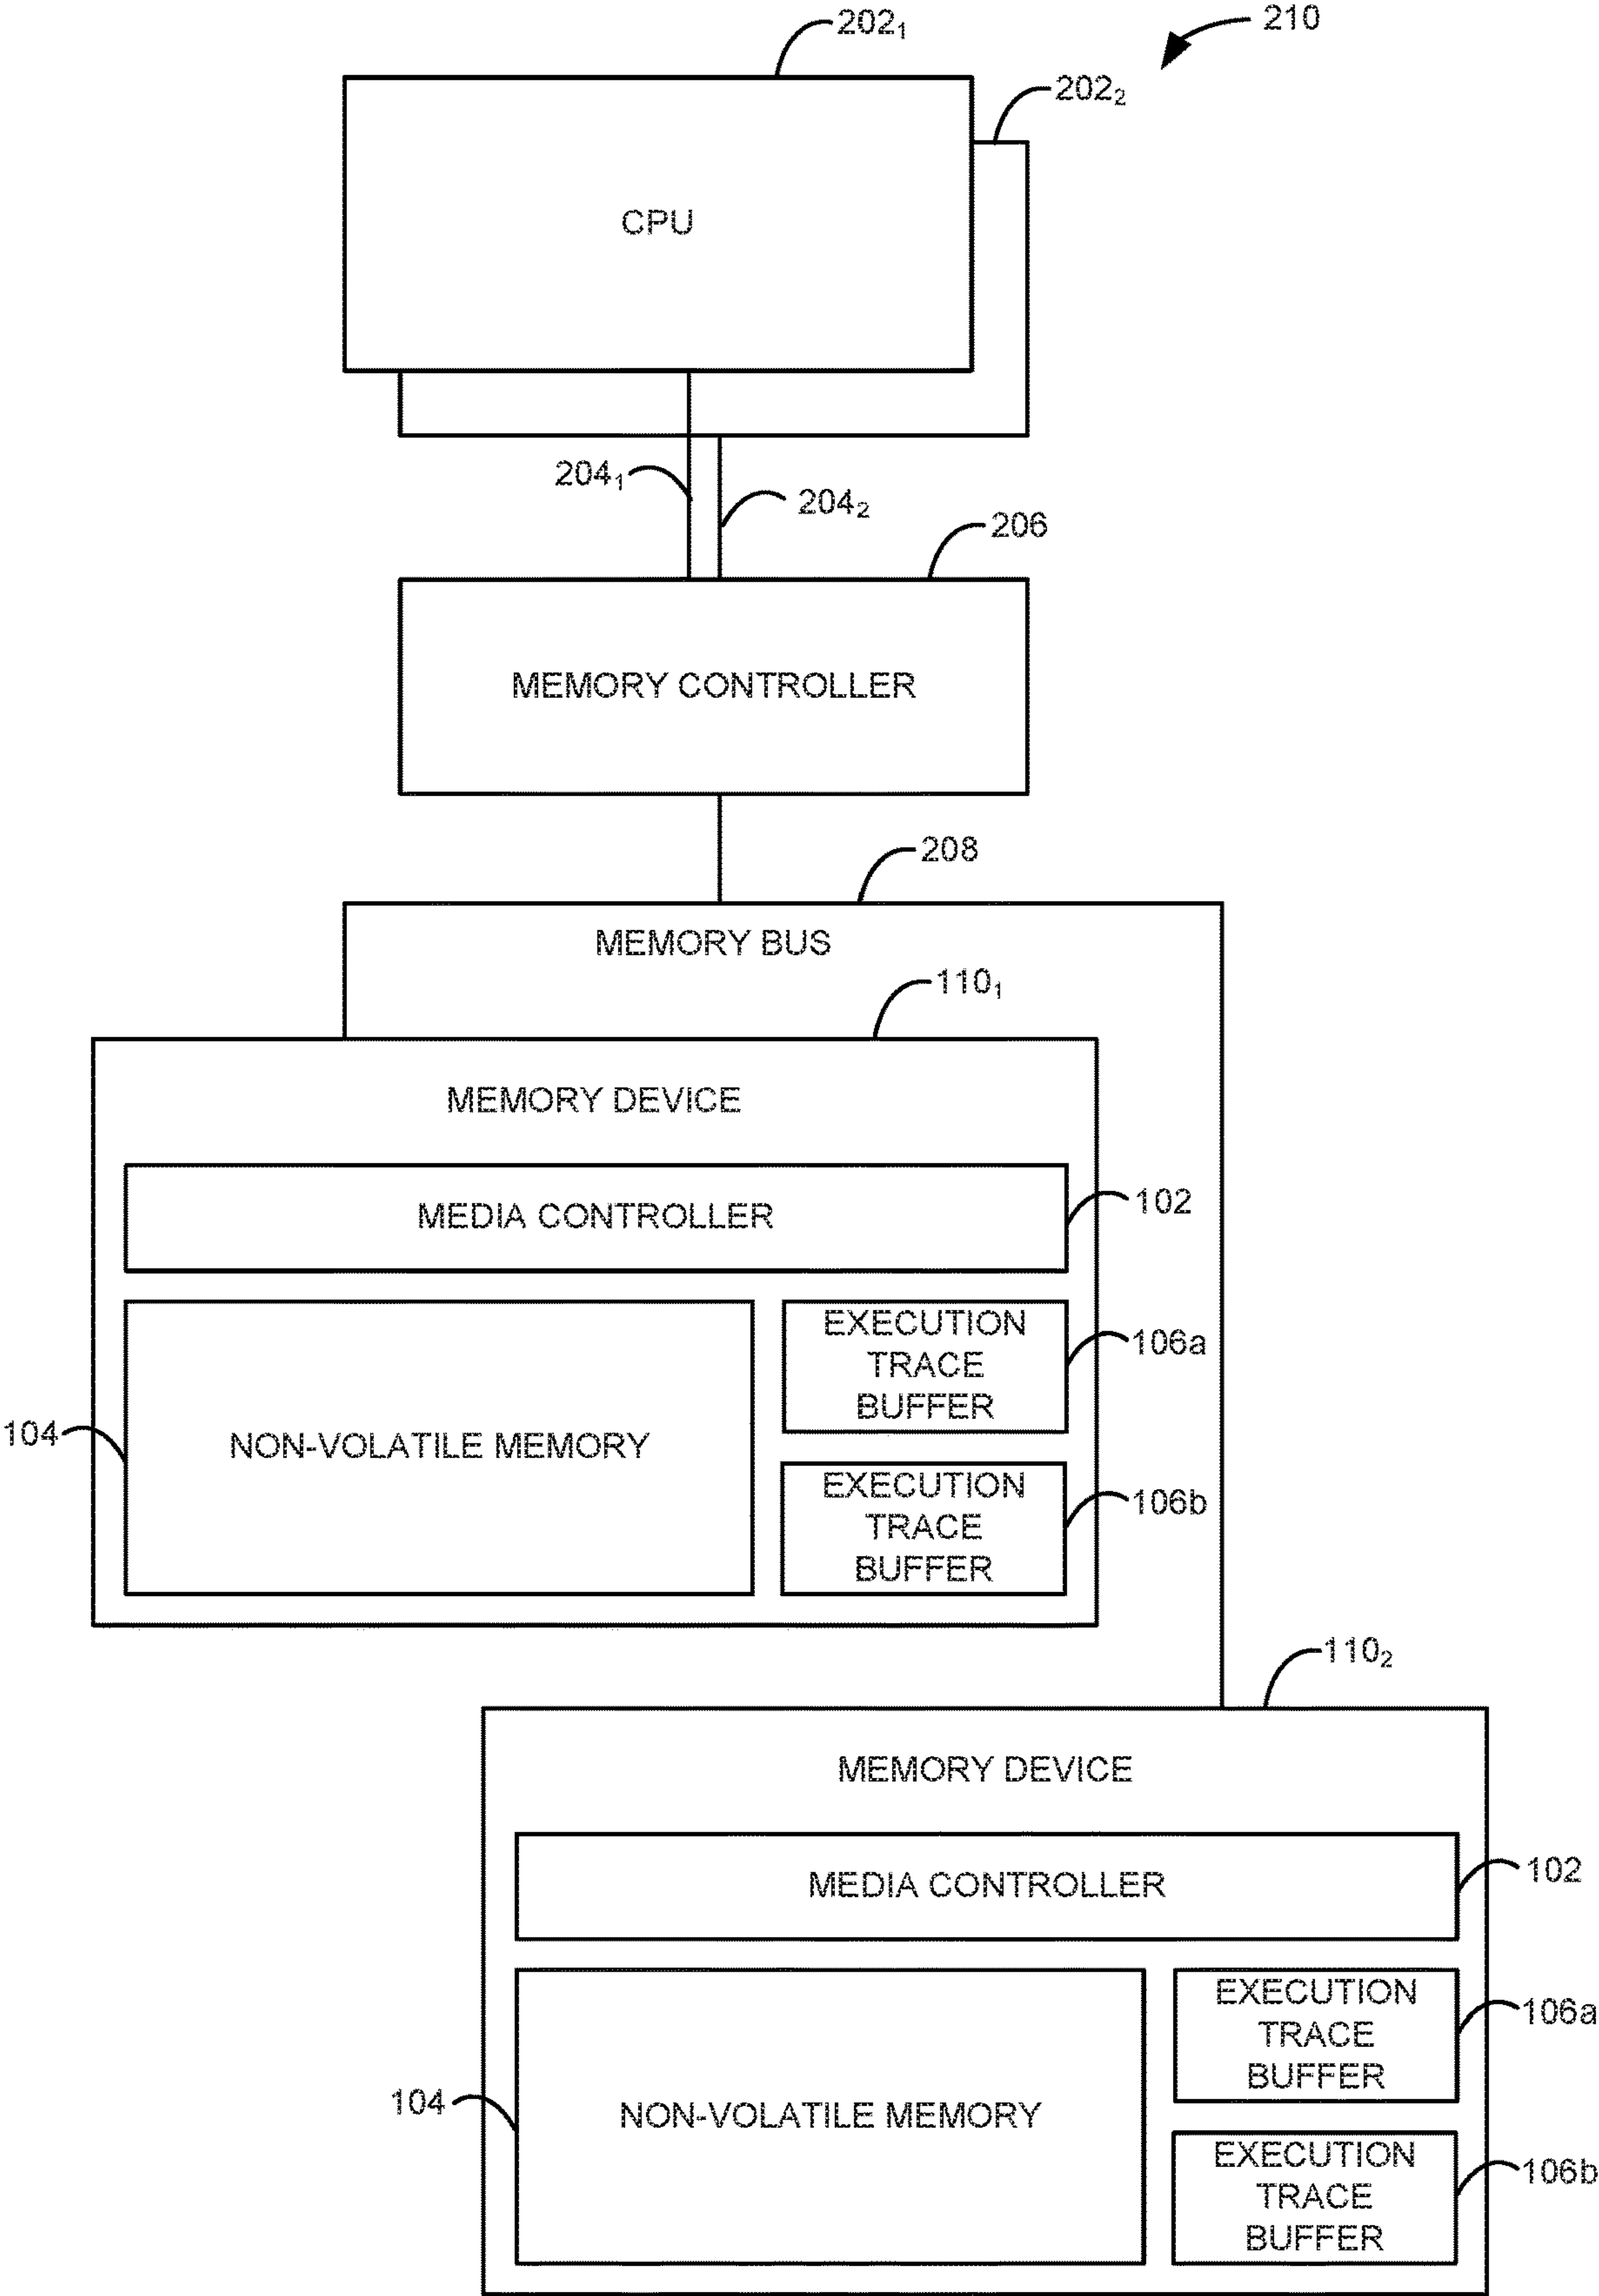 202₁
210
202₂
CPU
204₁
204₂
206
MEMORY CONTROLLER
208
MEMORY BUS
110₁
MEMORY DEVICE
MEDIA CONTROLLER
102
EXECUTION
TRACE
BUFFER
106a
104
NON-VOLATILE MEMORY
EXECUTION
TRACE
BUFFER
106b
110₂
MEMORY DEVICE
MEDIA CONTROLLER
102
EXECUTION
TRACE
BUFFER
106a
104
NON-VOLATILE MEMORY
EXECUTION
TRACE
BUFFER
106b